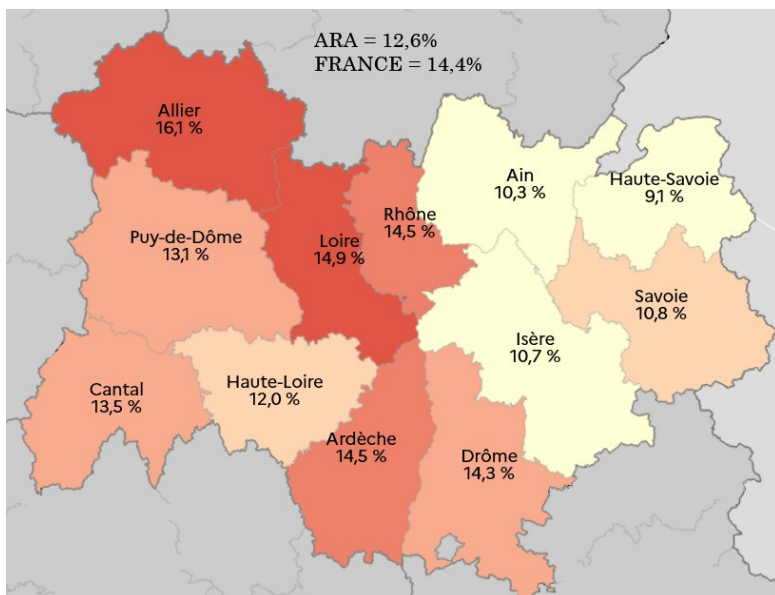 ARA = 12,6%
FRANCE = 14,4%
Allier
16,1 %
Ain
10,3 %
Haute-Savoie
9,1 %
Rhône
14,5 %
Puy-de-Dôme
13,1 %
Loire
14,9 %
Savoie
10,8 %
Isère
10,7 %
Haute-Loire
12,0 %
Cantal
13,5 %
Ardèche
14,5 %
Drôme
14,3 %